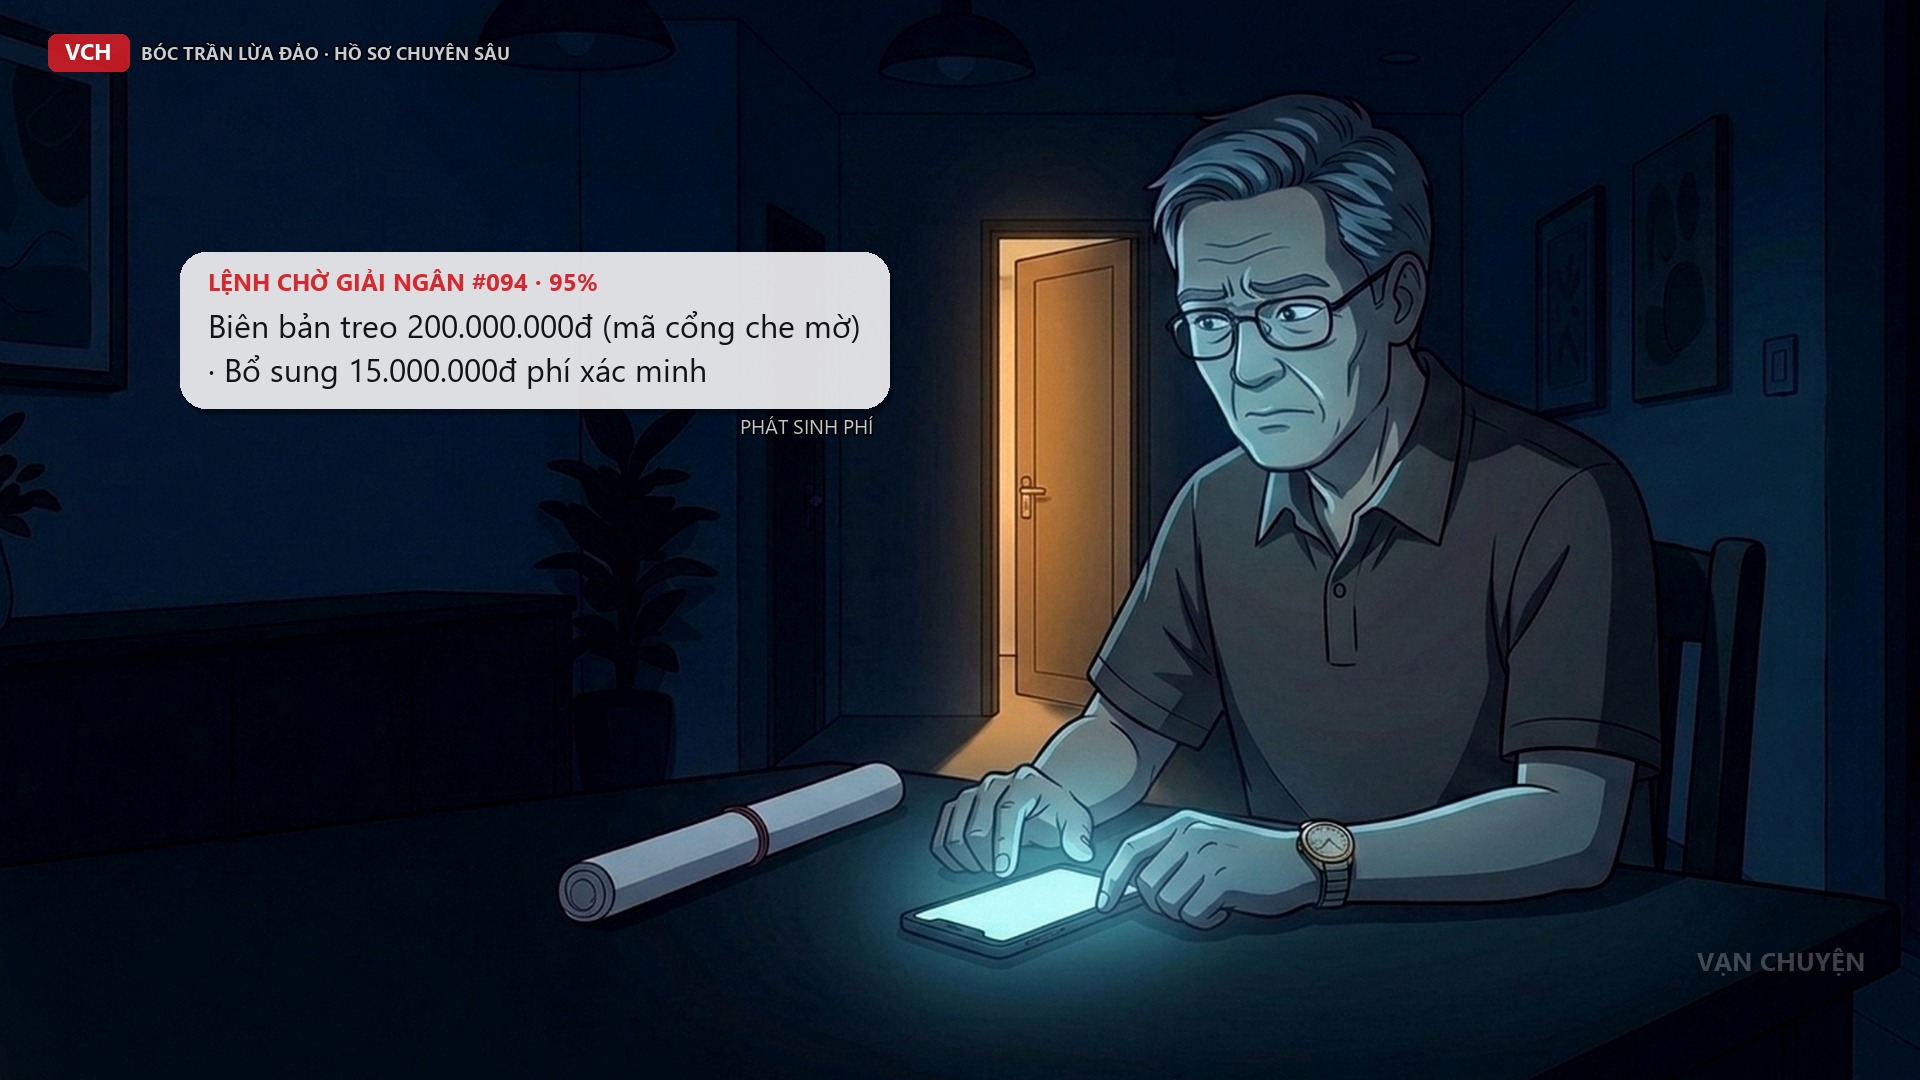 VCH BÓC TRẦN LỪA ĐẢO · HỒ SƠ CHUYÊN SÂU
LỆNH CHỜ GIẢI NGÂN #094 · 95%
Biên bản treo 200.000.000đ (mã cổng che mờ)
· Bổ sung 15.000.000đ phí xác minh
PHÁT SINH PHÍ
VẠN CHUYỆN